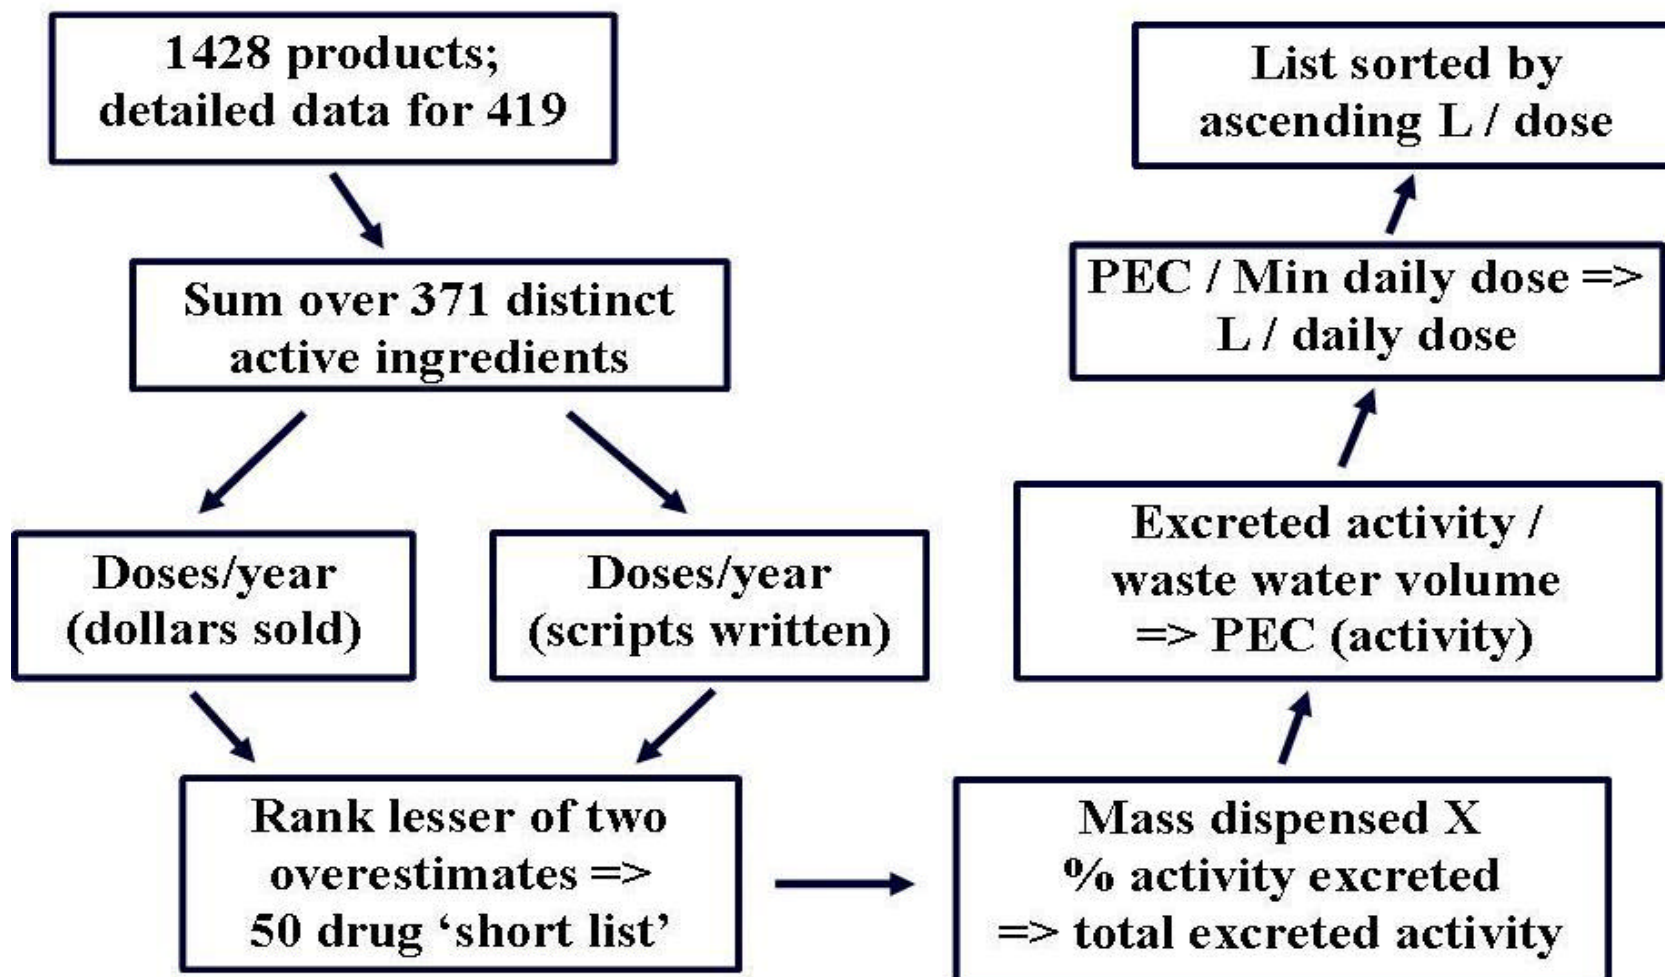 1428 products;
detailed data for 419
Sum over 371 distinct
active ingredients
Doses/year
(dollars sold)
Doses/year
(scripts written)
Rank lesser of two
overestimates =>
50 drug ‘short list’
Mass dispensed X
% activity excreted
=> total excreted activity
Excreted activity /
waste water volume
=> PEC (activity)
PEC / Min daily dose =>
L / daily dose
List sorted by
ascending L / dose